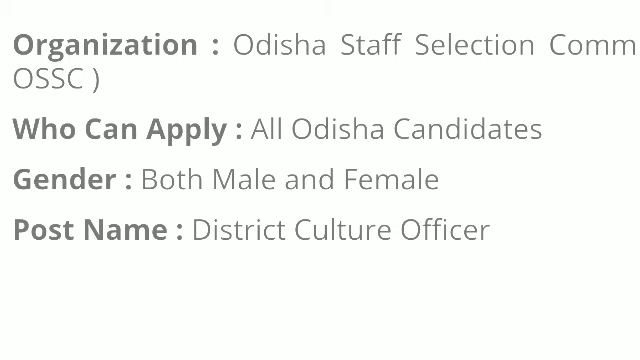 Organization : Odisha Staff Selection Comm
OSSC )
Who Can Apply : All Odisha Candidates
Gender : Both Male and Female
Post Name : District Culture Officer